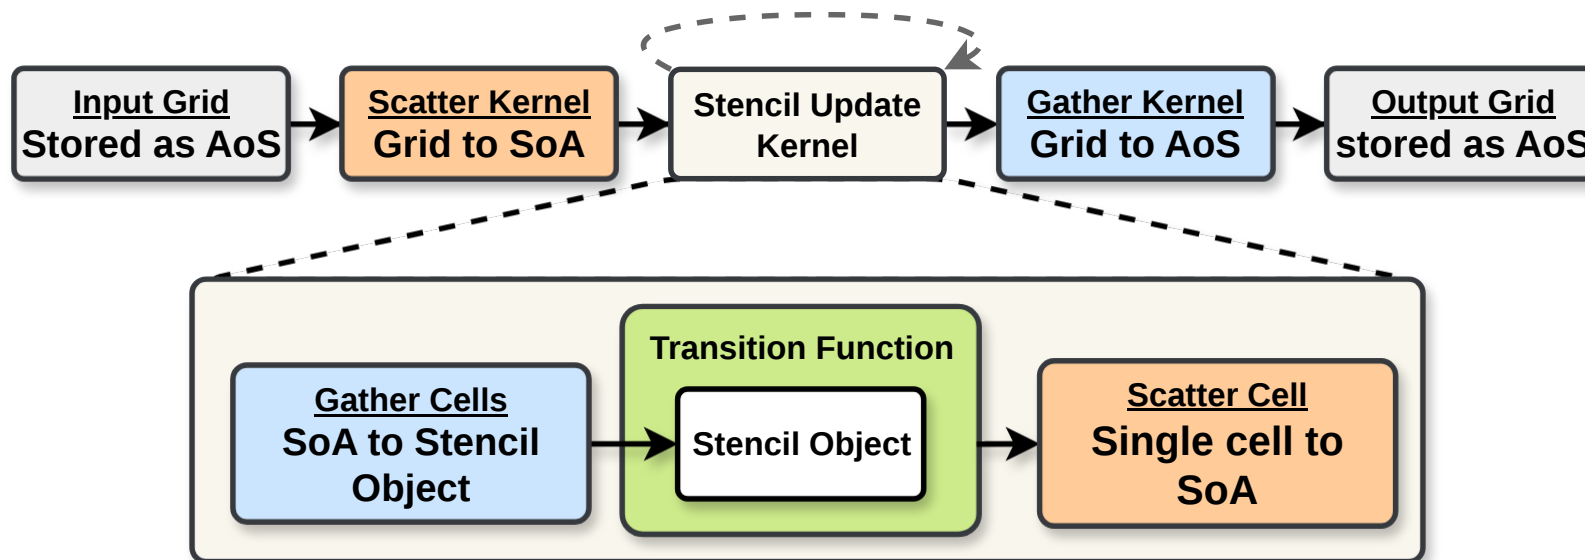 Input Grid
Stored as AoS
Scatter Kernel
Grid to SoA
Stencil Update
Kernel
Gather Kernel
Grid to AoS
Output Grid
stored as AoS
Transition Function
Gather Cells
SoA to Stencil
Object
Stencil Object
Scatter Cell
Single cell to
SoA